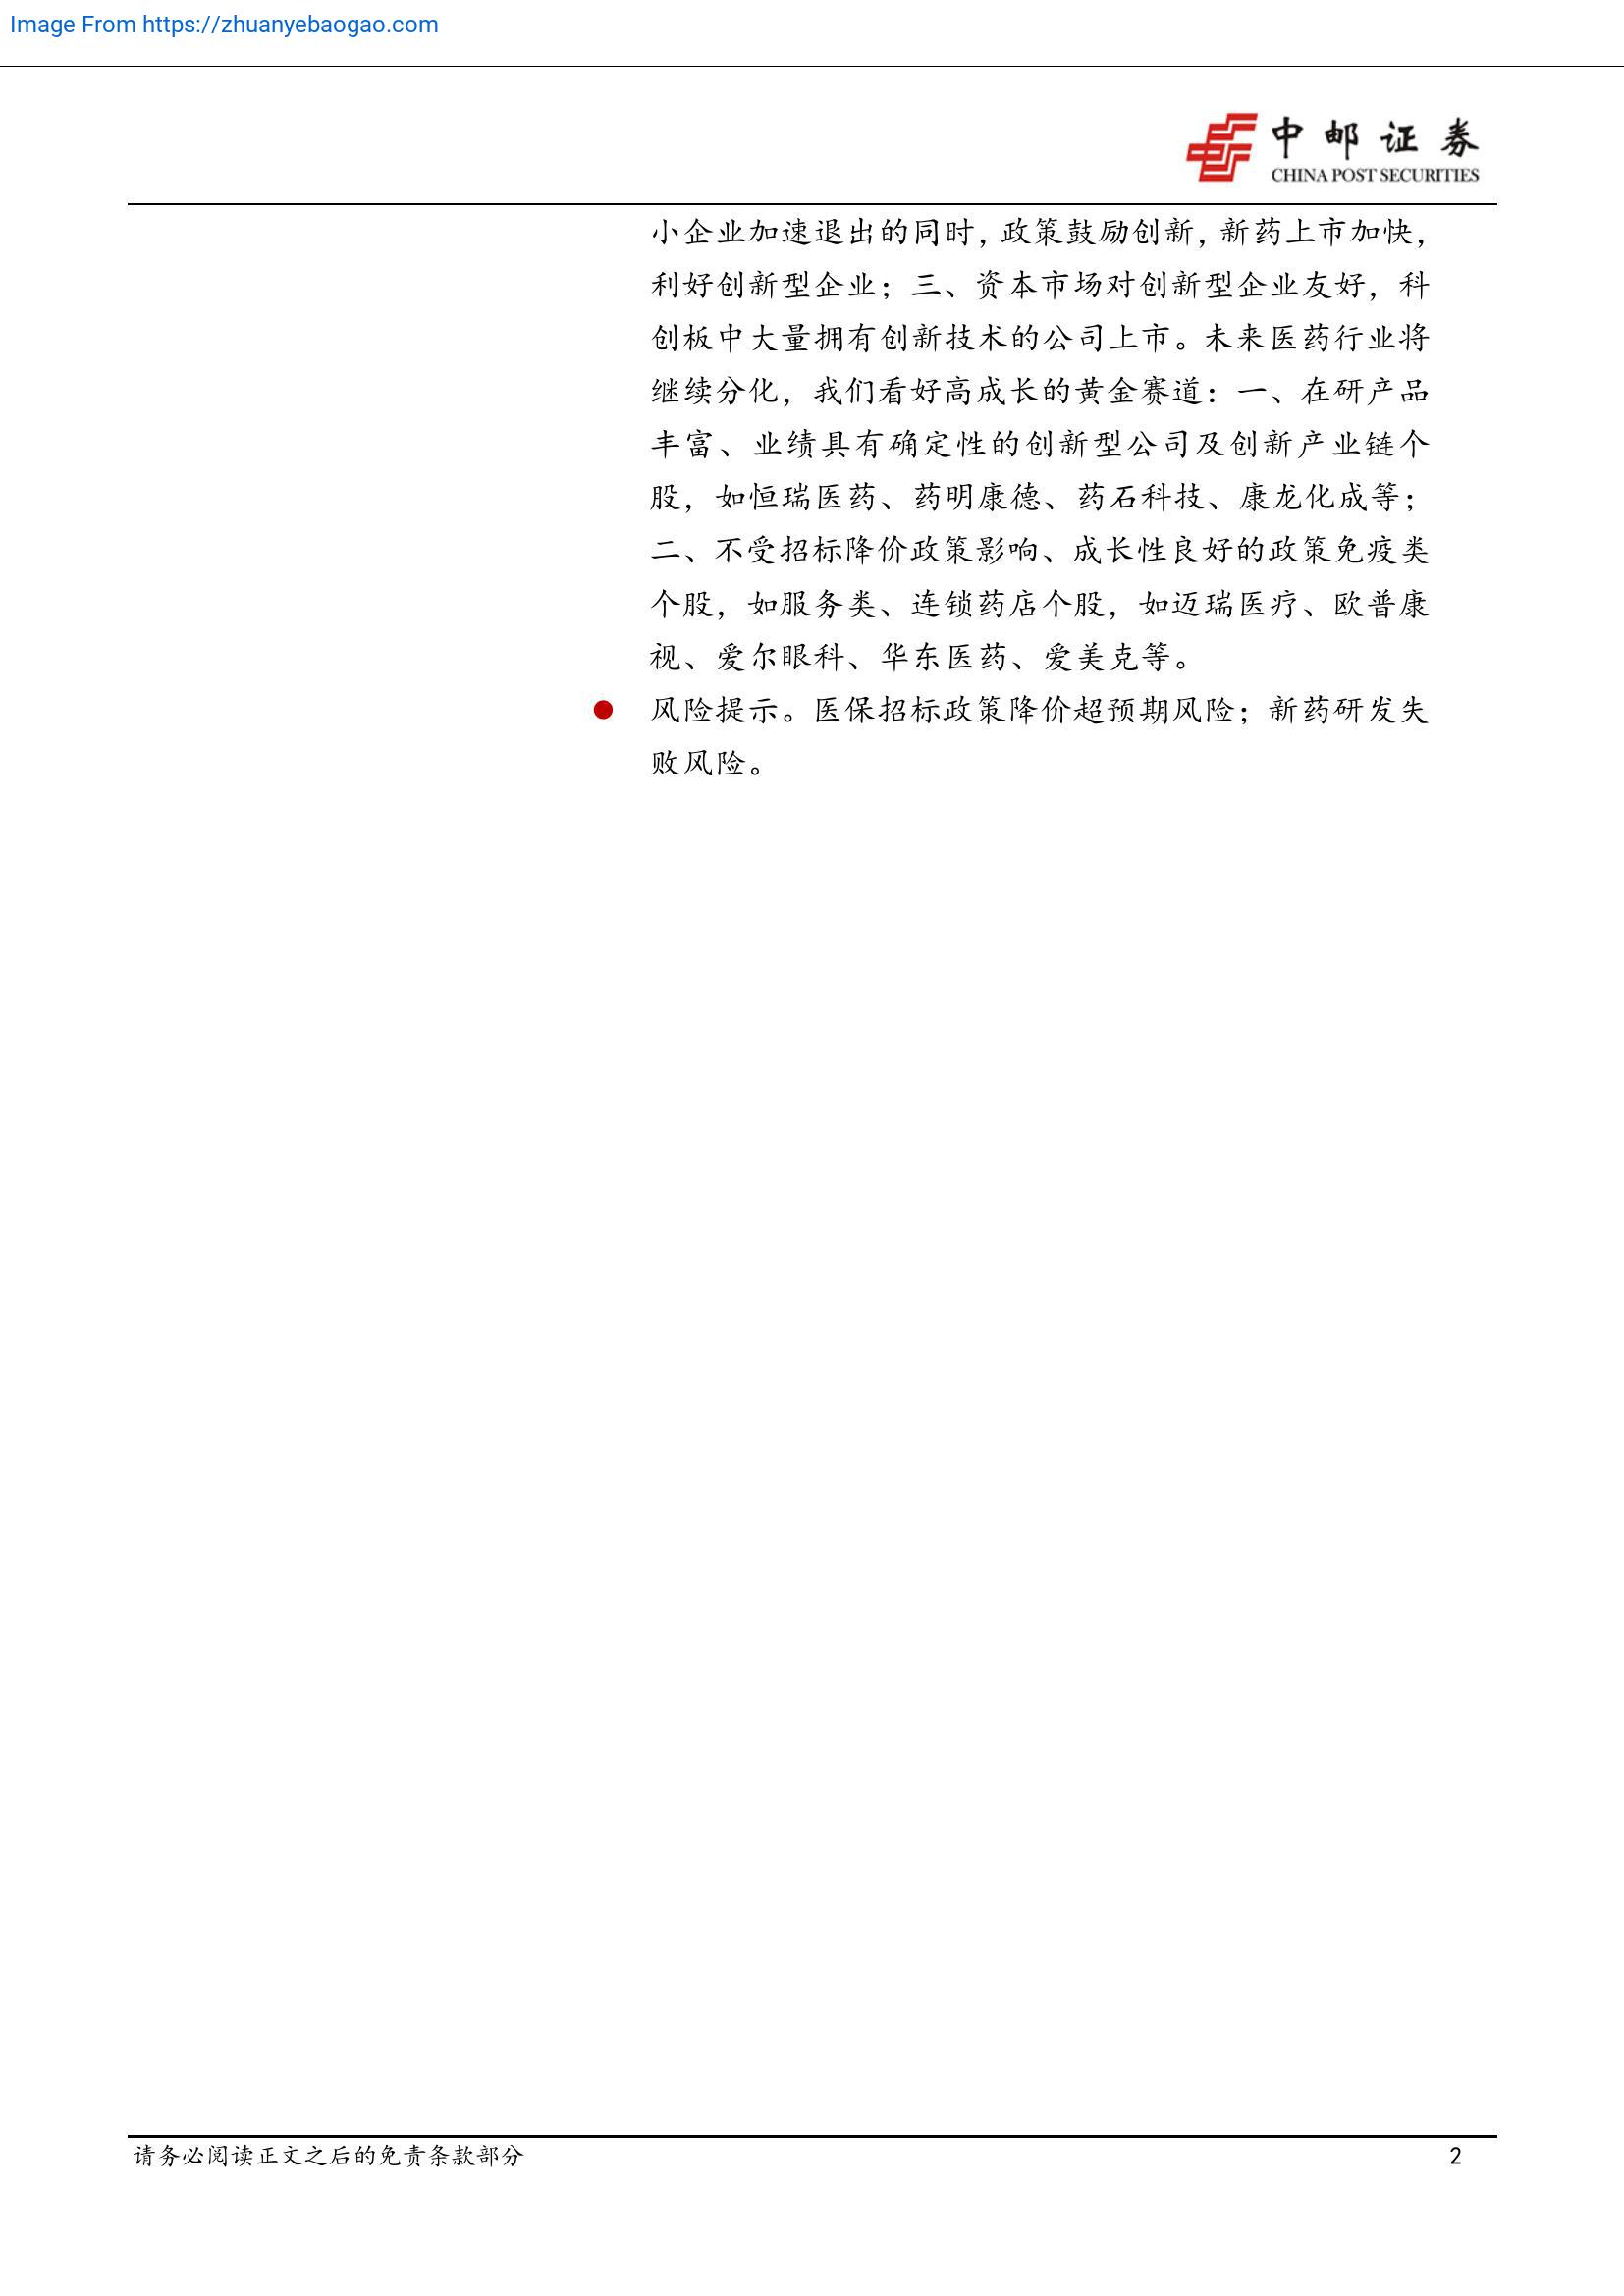 Image From https://zhuanyebaogao.com
中邮证券
CHINA POST SECURITIES
小企业加速退出的同时，政策鼓励创新，新药上市加快，
利好创新型企业；三、资本市场对创新型企业友好，科
创板中大量拥有创新技术的公司上市。未来医药行业将
继续分化，我们看好高成长的黄金赛道：一、在研产品
丰富、业绩具有确定性的创新型公司及创新产业链个
股，如恒瑞医药、药明康德、药石科技、康龙化成等；
二、不受招标降价政策影响、成长性良好的政策免疫类
个股，如服务类、连锁药店个股，如迈瑞医疗、欧普康
视、爱尔眼科、华东医药、爱美克等。
● 风险提示。医保招标政策降价超预期风险；新药研发失
败风险。
请务必阅读正文之后的免责条款部分 2